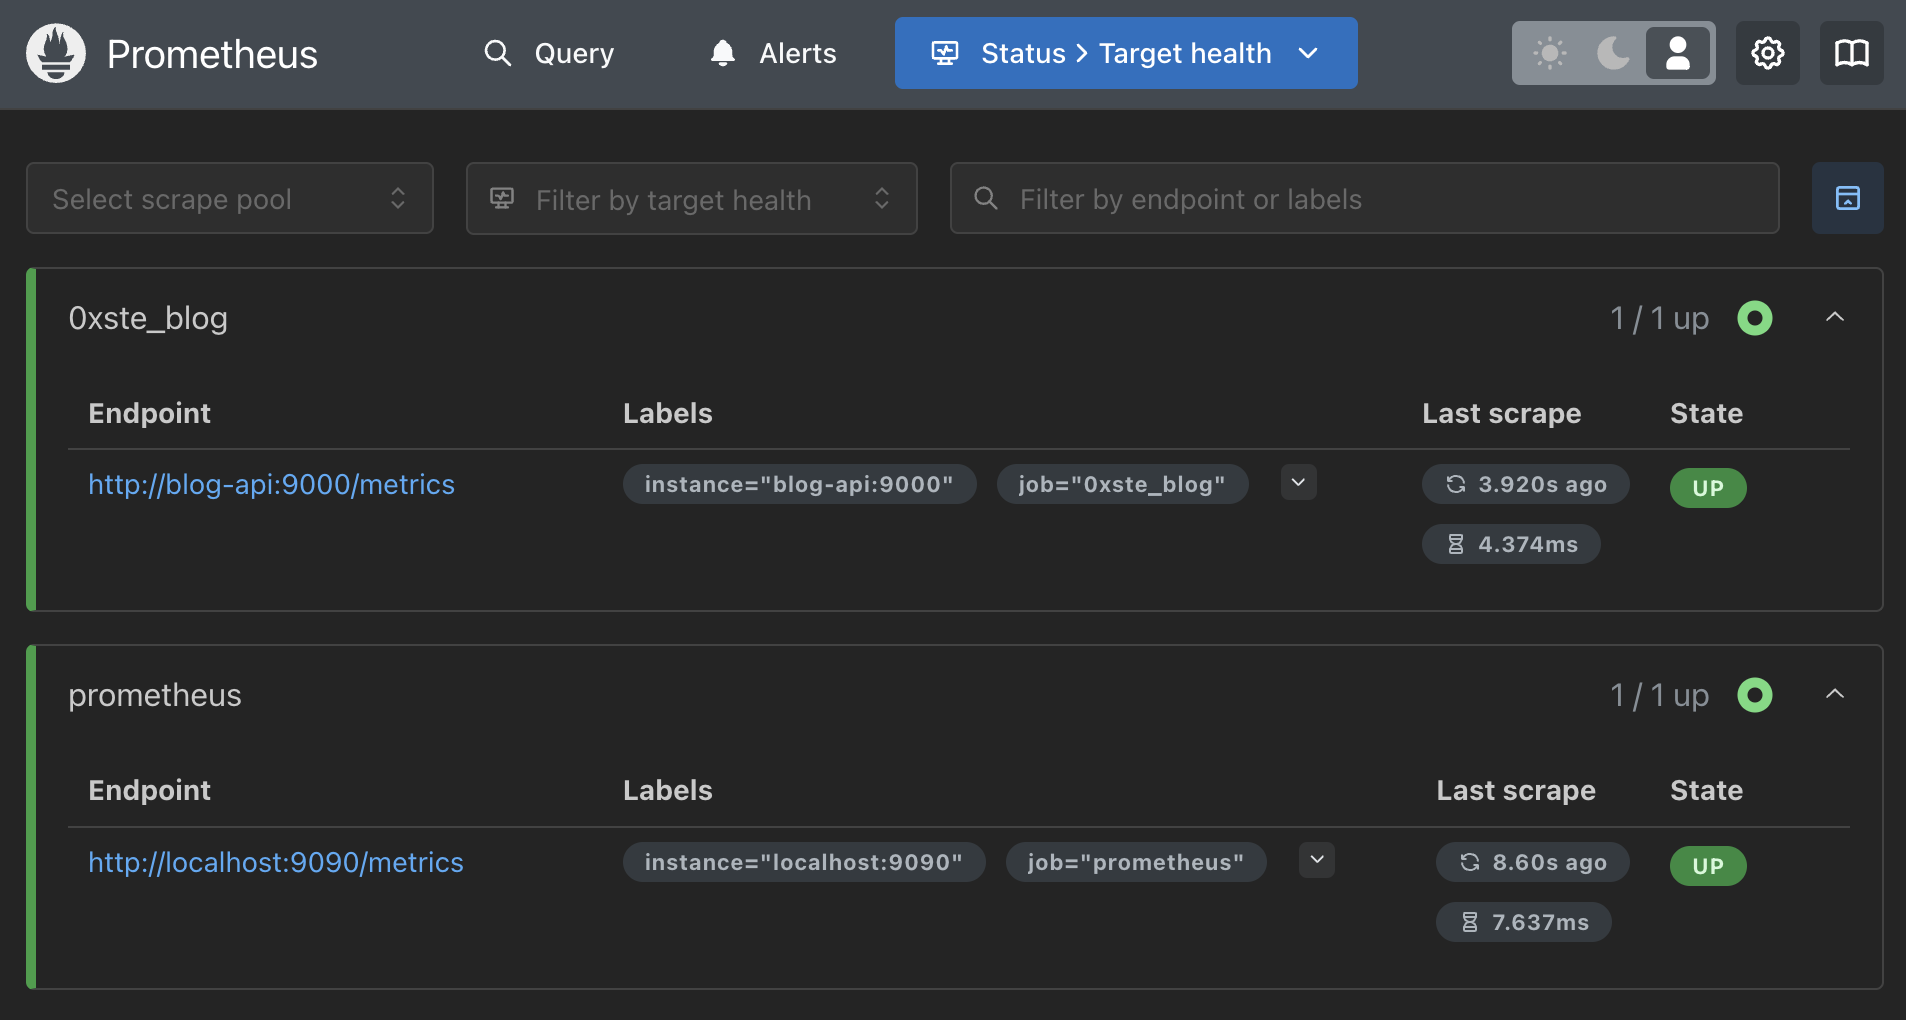 Prometheus
Query
Alerts
Status > Target health
Select scrape pool
Filter by target health
Filter by endpoint or labels
0xste_blog
1 / 1 up
Endpoint Labels Last scrape State
http://blog-api:9000/metrics instance="blog-api:9000" job="0xste_blog" 3.920s ago UP
4.374ms
prometheus
1 / 1 up
Endpoint Labels Last scrape State
http://localhost:9090/metrics instance="localhost:9090" job="prometheus" 8.60s ago UP
7.637ms